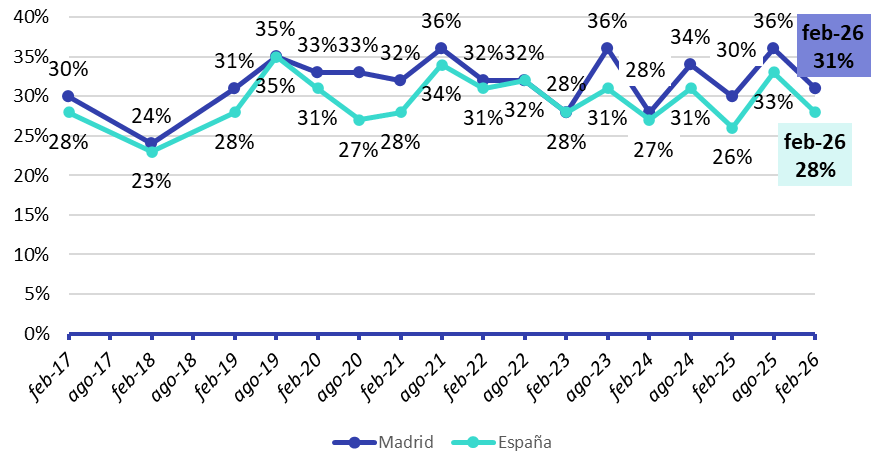 40%
35%
30%
25%
20%
15%
10%
5%
0%
30%
24%
31%
35%
33%
33%
32%
36%
32%
32%
28%
36%
28%
34%
30%
36%
feb-26
31%
28%
23%
28%
35%
31%
27%
28%
34%
31%
32%
28%
31%
27%
31%
26%
33%
feb-26
28%
feb-17
ago-17
feb-18
ago-18
feb-19
ago-19
feb-20
ago-20
feb-21
ago-21
feb-22
ago-22
feb-23
ago-23
feb-24
ago-24
feb-25
ago-25
feb-26
Madrid
España